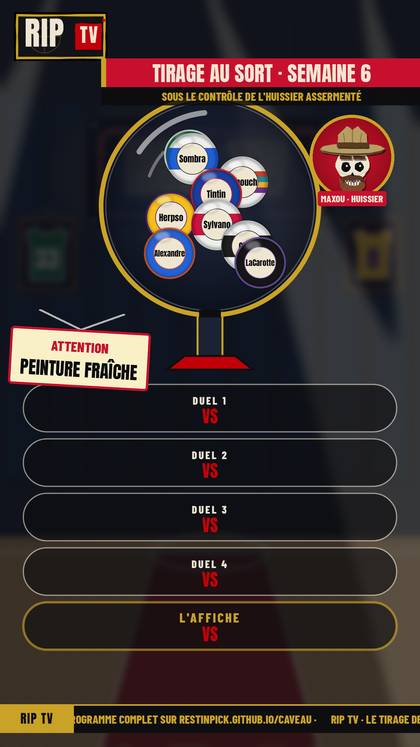 RIP TV
TIRAGE AU SORT · SEMAINE 6
SOUS LE CONTRÔLE DE L'HUISSIER ASSERMENTÉ
Sombra
Tintin
Herpso
Sylvano
Alexandre
LaCarotte
MAXOU · HUISSIER
33
ATTENTION
PEINTURE FRAÎCHE
DUEL 1
VS
DUEL 2
VS
DUEL 3
VS
DUEL 4
VS
L'AFFICHE
VS
RIP TV
ROGRAMME COMPLET SUR RESTINPICK.GITHUB.IO/CAVEAU · RIP TV · LE TIRAGE DE